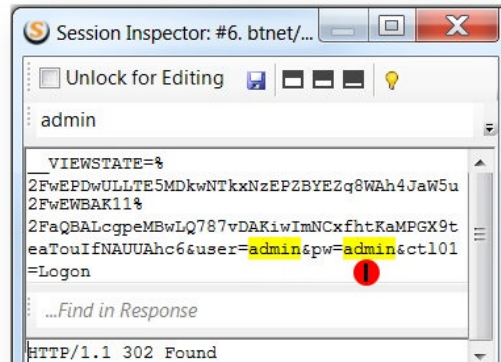 Session Inspector: #6. btnet/...
Unlock for Editing
admin
__VIEWSTATE=%
2FwEPDwULLTE5MDkwNTkxNzEPZBYEZq8WAh4JaW5u
2FwEWBAK11%
2FaQBALcgpeMBwLQ787vDAKiwImNCxfhtKaMPGX9t
eaTouIfNAUUAhc6&user=admin&pw=admin&ctl01
=Logon
I
...Find in Response
HTTP/1.1 302 Found